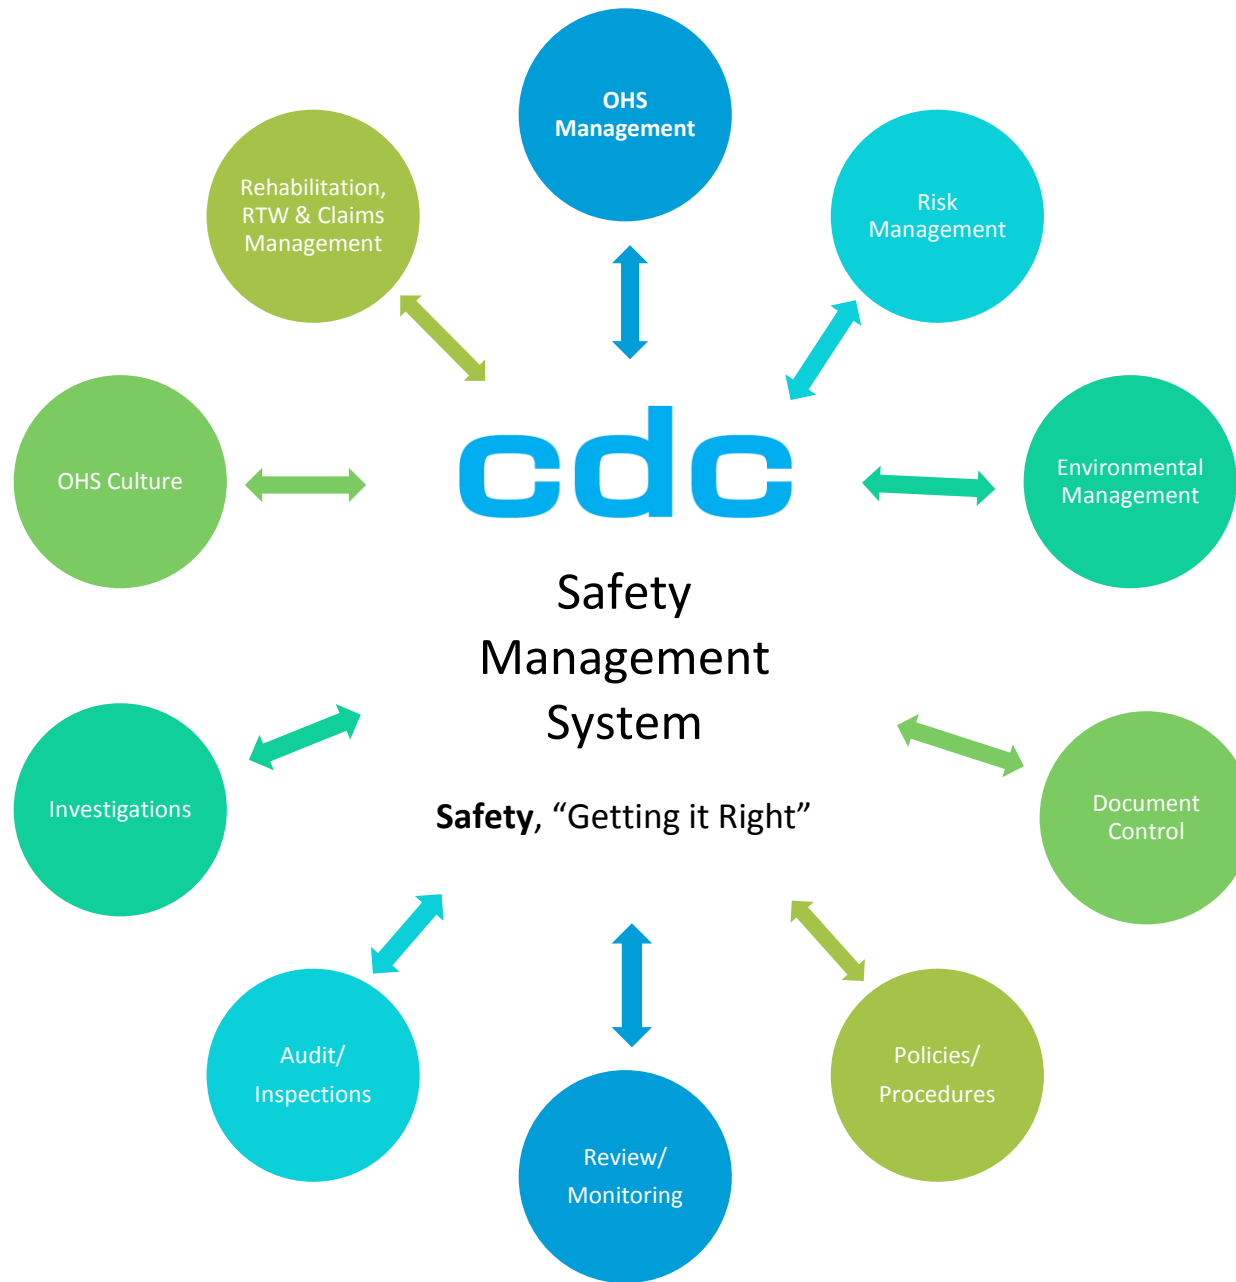 OHS
Management
Risk
Management
Environmental
Management
Document
Control
Policies/
Procedures
Review/
Monitoring
Audit/
Inspections
Investigations
OHS Culture
Rehabilitation,
RTW & Claims
Management
cdc
Safety
Management
System
Safety, “Getting it Right”